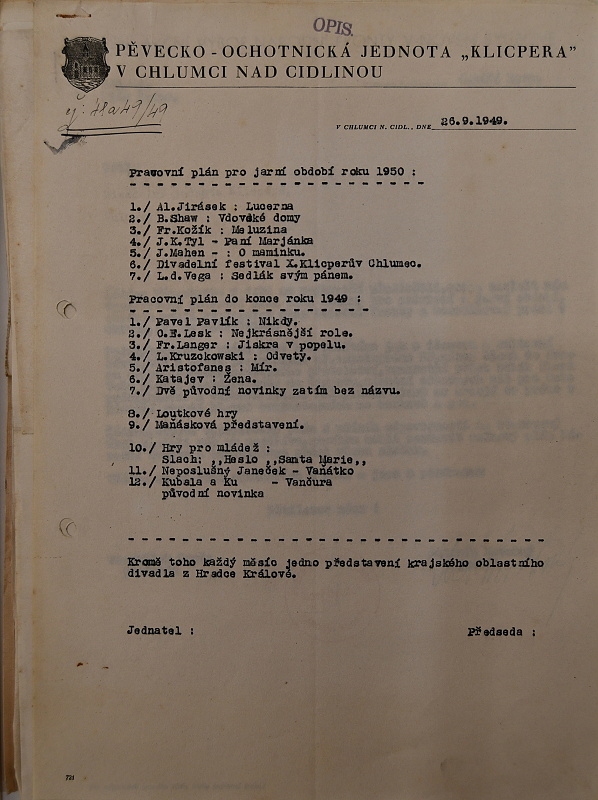 OPIS.
PĚVECKO - OCHOTNICKÁ JEDNOTA „KLICPERA"
V CHLUMCI NAD CIDLINOU
V CHLUMCI N. CIDL., DNE 26.9.1949.
Pracovní plán pro jarní období roku 1950 :
1./ Al.Jirásek : Lucerna
2./ B.Shaw : Vdovské domy
3./ Fr.Kožík : Meluzina
4./ J.K.Tyl - Paní Marjánka
5./ J.Mahen - : O maminku.
6./ Divadelní festival X.Klicperův Chlumec.
7./ L.d.Vega : Sedlák svým pánem.
Pracovní plán do konce roku 1949 :
1./ Pavel Pavlík : Nikdy.
2./ O.E.Lesk : Nejkrásnější role.
3./ Fr.Langer : Jiskra v popelu.
4./ L.Kruzokowski : Odvety.
5./ Aristofanes : Mír.
6./ Katajev : Žena.
7./ Dvě původní novinky zatím bez názvu.
8./ Loutkové hry
9./ Maňásková představení.
10./ Hry pro mládež :
Slach: ,,Heslo ,,Santa Marie,,
11./ Neposlušný Janeček - Vaňátko
12./ Kubala a Ku - Vančura
původní novinka
Kromě toho každý měsíc jedno představení krajského oblastního
divadla z Hradce Králové.
Jednatel :
Předseda :
721